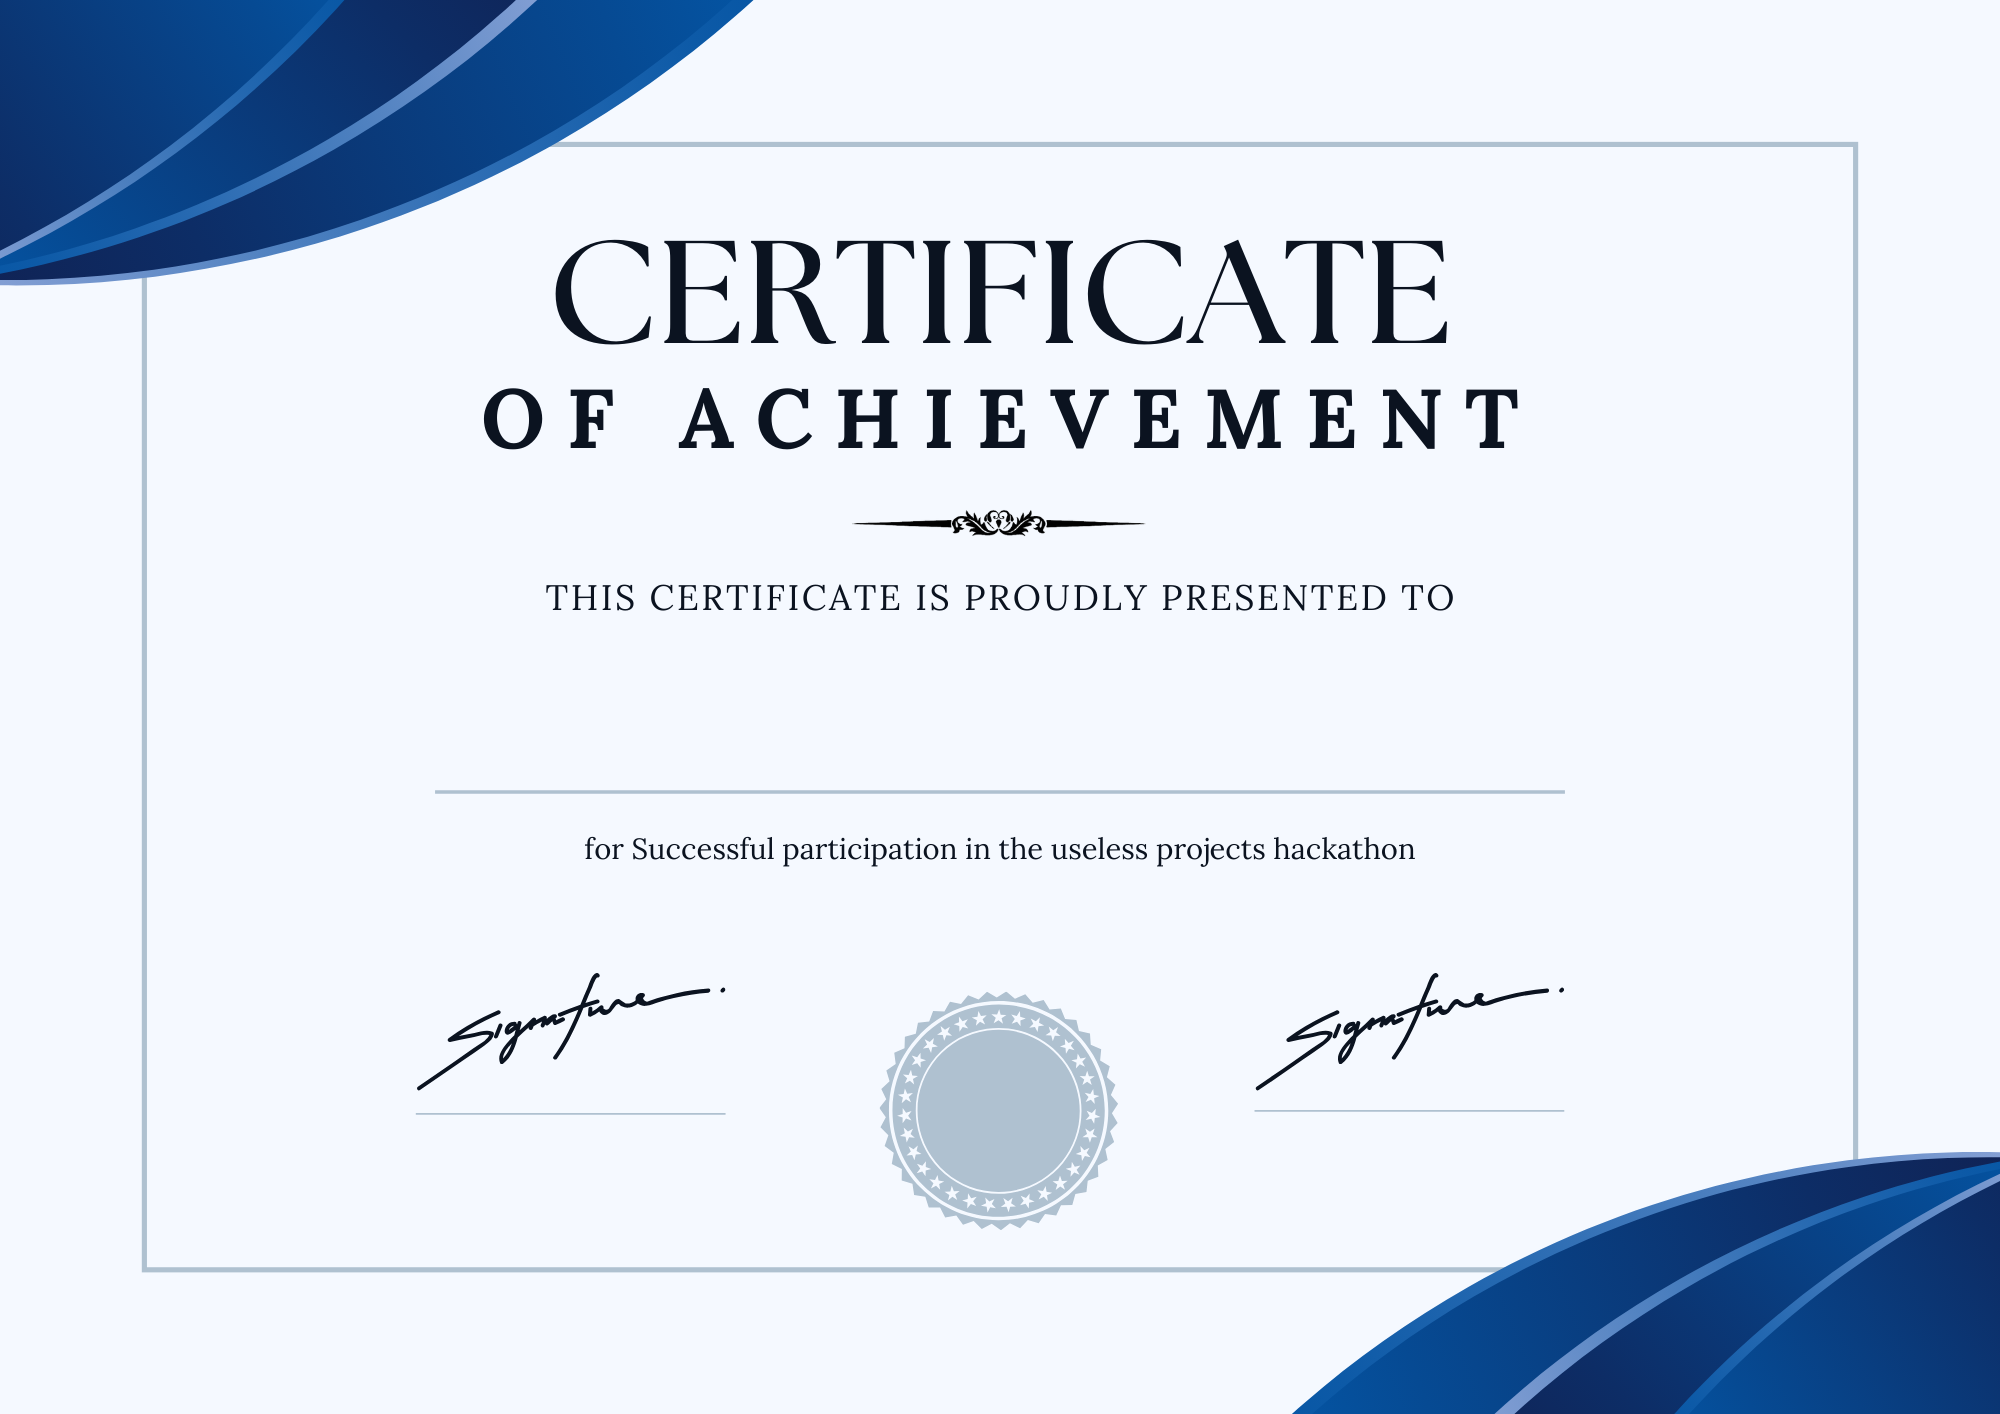 CERTIFICATE
OF ACHIEVEMENT
THIS CERTIFICATE IS PROUDLY PRESENTED TO
for Successful participation in the useless projects hackathon
Signature Signature